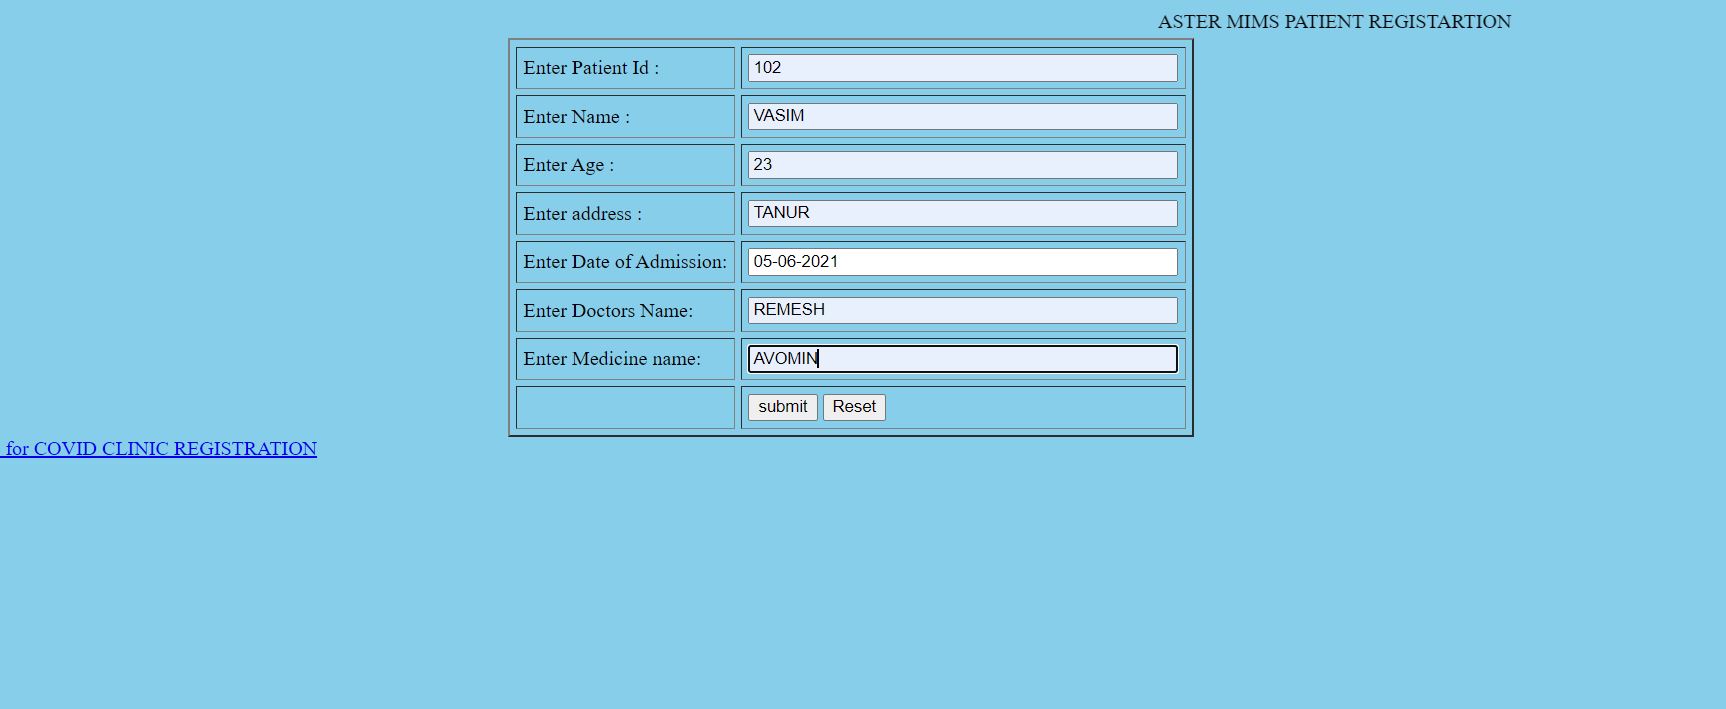 ASTER MIMS PATIENT REGISTARTION
Enter Patient Id : 102
Enter Name : VASIM
Enter Age : 23
Enter address : TANUR
Enter Date of Admission: 05-06-2021
Enter Doctors Name: REMESH
Enter Medicine name: AVOMIN
submit Reset
for COVID CLINIC REGISTRATION